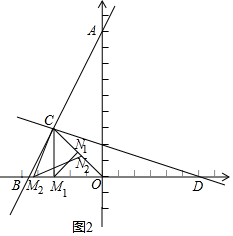 A
C
N₁
N₂
B M₂ M₁ O D
图2